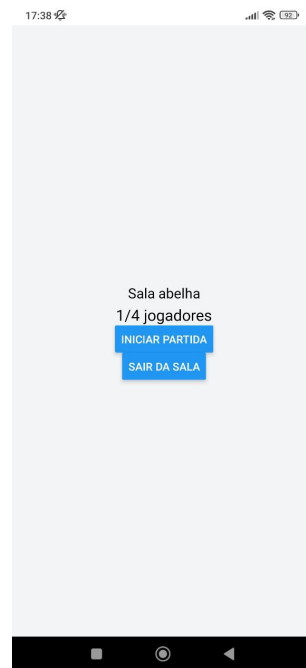 17:38
92
Sala abelha
1/4 jogadores
INICIAR PARTIDA
SAIR DA SALA